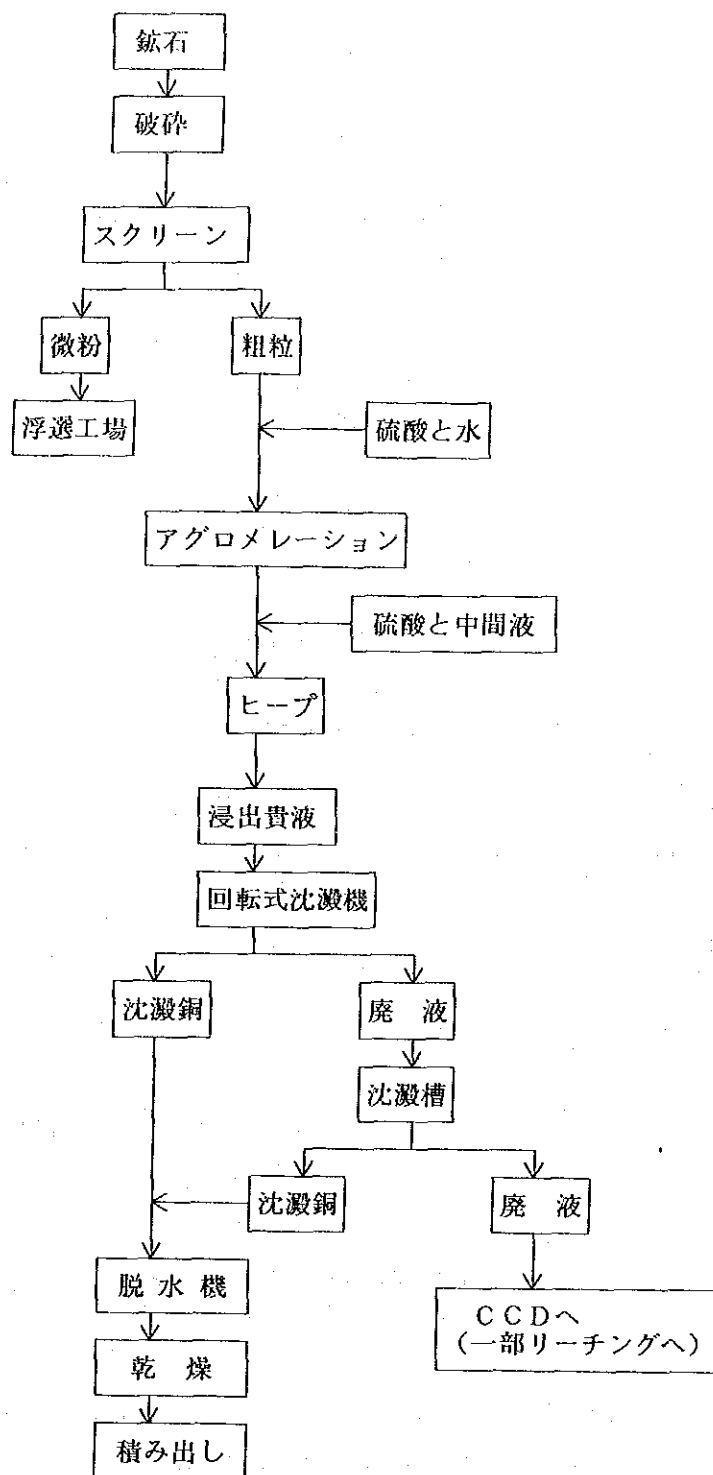 鉱石
破砕
スクリーン
微粉
粗粒
浮選工場
硫酸と水
アグロメレーション
硫酸と中間液
ヒープ
浸出貴液
回転式沈澱機
沈澱銅
廃 液
沈澱槽
沈澱銅
廃 液
脱 水 機
CCDへ
(一部リーチングへ)
乾 燥
積み出し